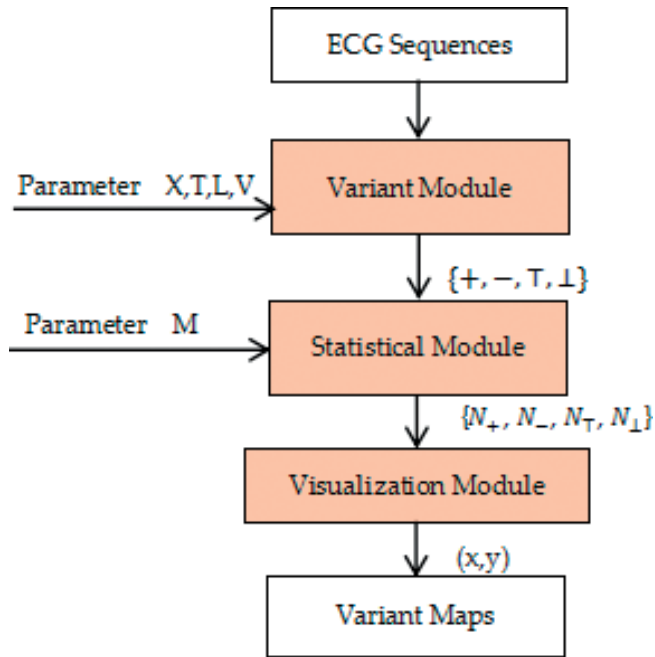 ECG Sequences
Parameter X,T,L,V
Variant Module
{+, −, ⊤, ⊥}
Parameter M
Statistical Module
{N₊, N₋, N⊤, N⊥}
Visualization Module
(x,y)
Variant Maps